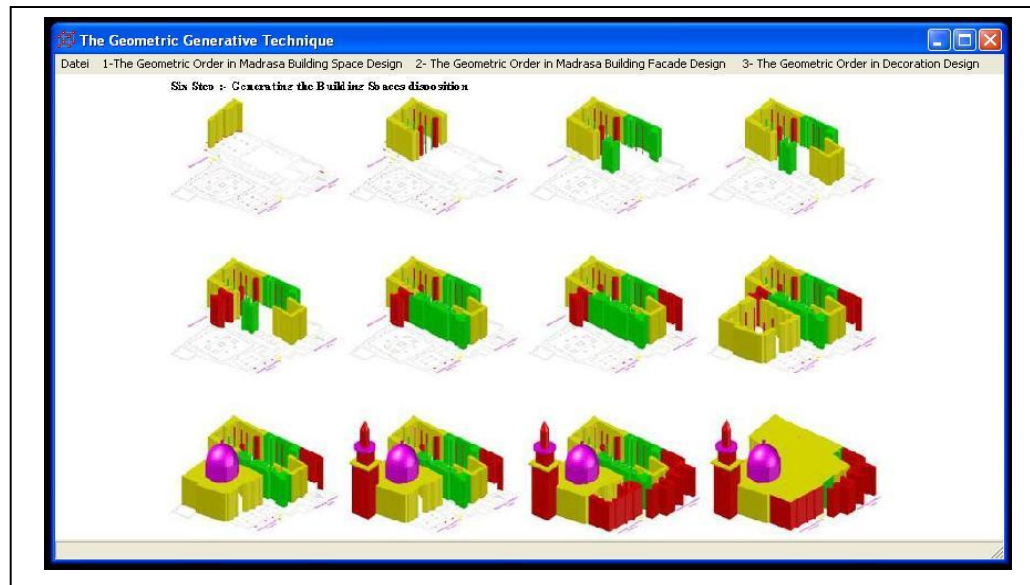 The Geometric Generative Technique
Datei 1-The Geometric Order in Madrasa Building Space Design 2- The Geometric Order in Madrasa Building Facade Design 3- The Geometric Order in Decoration Design
Six Step :- Generating the Building Spaces disposition